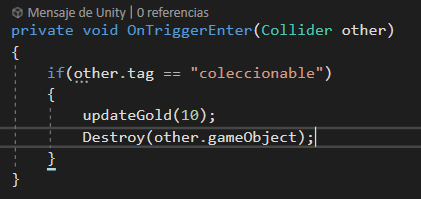 Mensaje de Unity | 0 referencias
private void OnTriggerEnter(Collider other)
{
    if(other.tag == "coleccionable")
    {
        updateGold(10);
        Destroy(other.gameObject);
    }
}